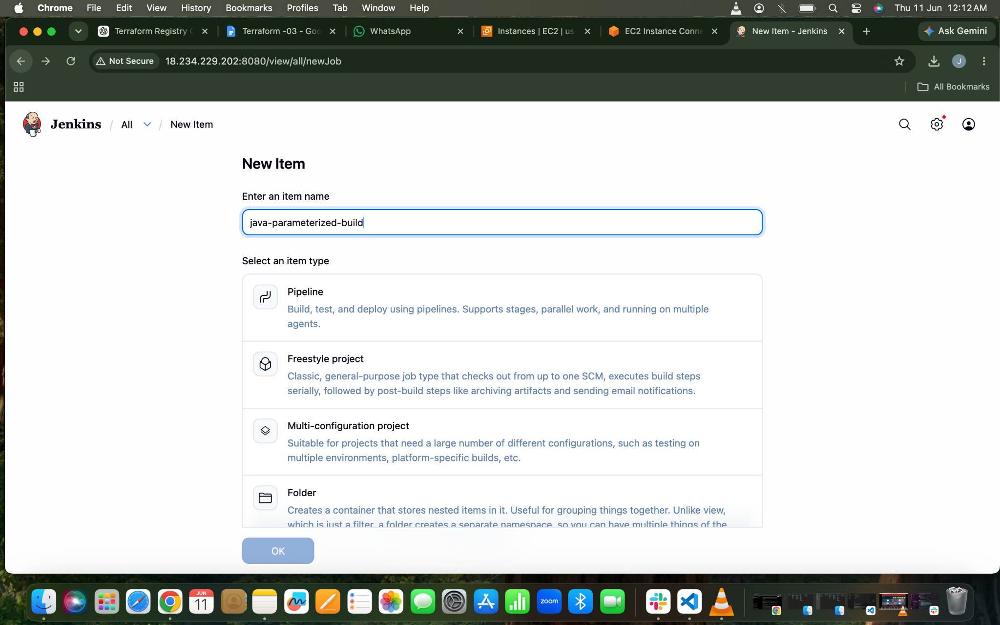 Chrome File Edit View History Bookmarks Profiles Tab Window Help Thu 11 Jun 12:12 AM
Terraform Registry Terraform -03 - Goo WhatsApp Instances | EC2 | us EC2 Instance Conne New Item - Jenkins Ask Gemini
Not Secure 18.234.229.202:8080/view/all/newJob J
All Bookmarks
Jenkins / All / New Item
New Item
Enter an item name
java-parameterized-build
Select an item type
Pipeline
Build, test, and deploy using pipelines. Supports stages, parallel work, and running on multiple
agents.
Freestyle project
Classic, general-purpose job type that checks out from up to one SCM, executes build steps
serially, followed by post-build steps like archiving artifacts and sending email notifications.
Multi-configuration project
Suitable for projects that need a large number of different configurations, such as testing on
multiple environments, platform-specific builds, etc.
Folder
Creates a container that stores nested items in it. Useful for grouping things together. Unlike view,
which is just a filter, a folder creates a separate namespace, so you can have multiple things of the
OK
JUN
11
zoom